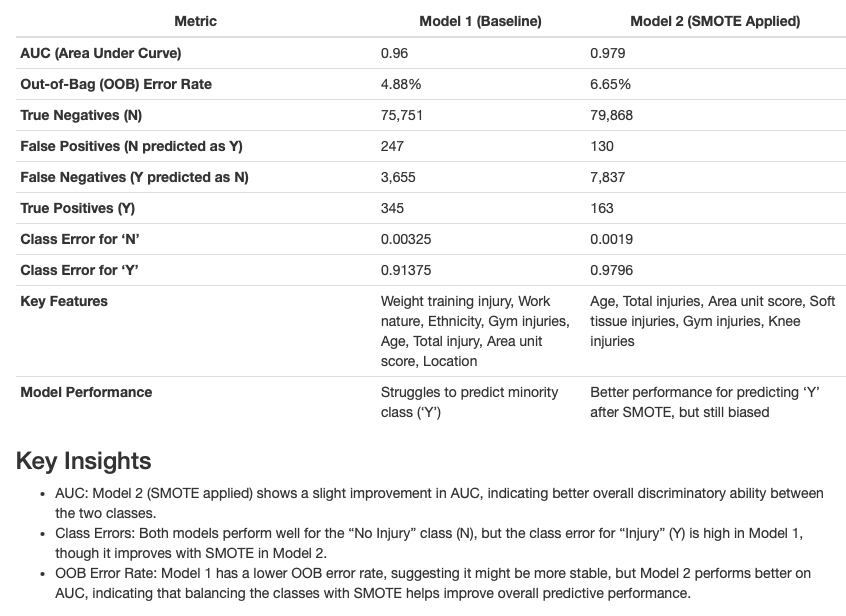 Metric Model 1 (Baseline) Model 2 (SMOTE Applied)
AUC (Area Under Curve) 0.96 0.979
Out-of-Bag (OOB) Error Rate 4.88% 6.65%
True Negatives (N) 75,751 79,868
False Positives (N predicted as Y) 247 130
False Negatives (Y predicted as N) 3,655 7,837
True Positives (Y) 345 163
Class Error for ‘N’ 0.00325 0.0019
Class Error for ‘Y’ 0.91375 0.9796
Key Features Weight training injury, Work Age, Total injuries, Area unit score, Soft
nature, Ethnicity, Gym injuries, tissue injuries, Gym injuries, Knee
Age, Total injury, Area unit injuries
score, Location
Model Performance Struggles to predict minority Better performance for predicting ‘Y’
class (‘Y’) after SMOTE, but still biased
Key Insights
• AUC: Model 2 (SMOTE applied) shows a slight improvement in AUC, indicating better overall discriminatory ability between
the two classes.
• Class Errors: Both models perform well for the “No Injury” class (N), but the class error for “Injury” (Y) is high in Model 1,
though it improves with SMOTE in Model 2.
• OOB Error Rate: Model 1 has a lower OOB error rate, suggesting it might be more stable, but Model 2 performs better on
AUC, indicating that balancing the classes with SMOTE helps improve overall predictive performance.